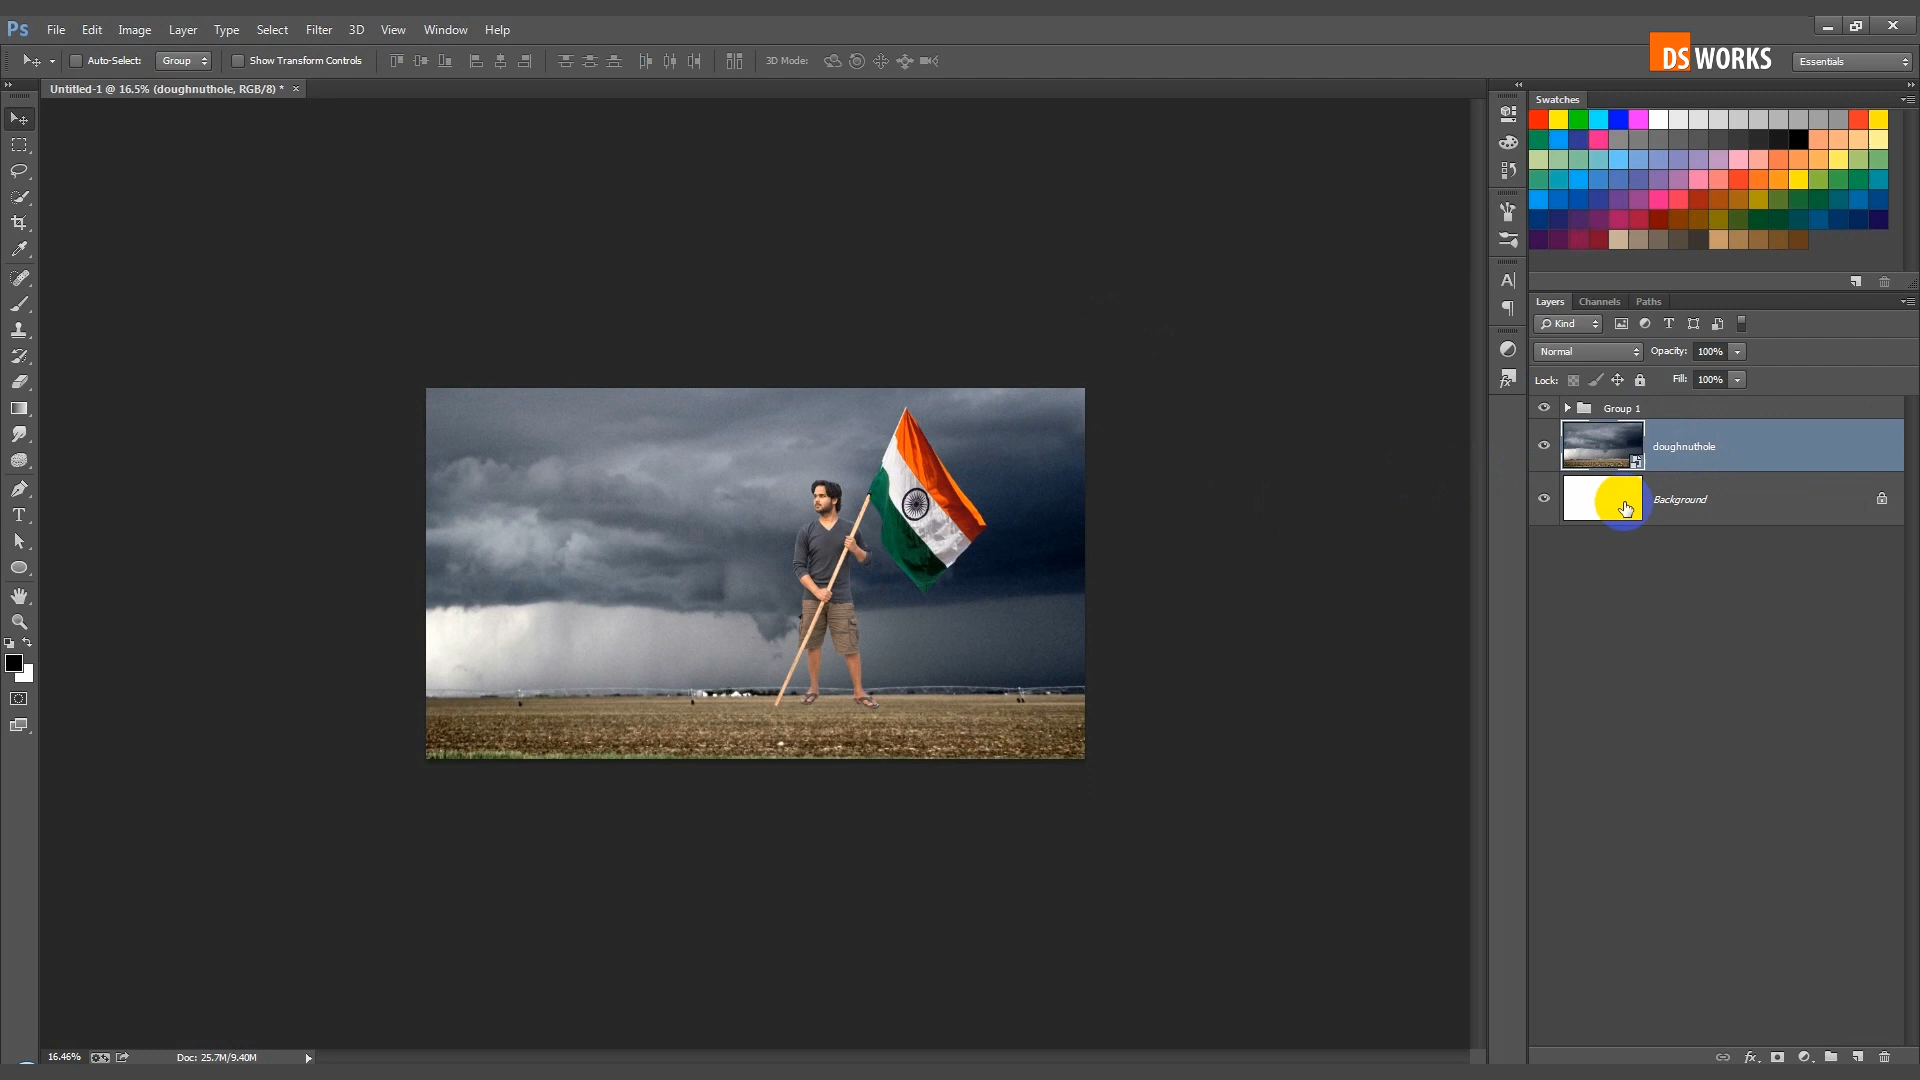 Ps File Edit Image Layer Type Select Filter 3D View Window Help
Auto-Select: Group Show Transform Controls 3D Mode: Essentials
DS WORKS
Untitled-1 @ 16.5% (doughnuthole, RGB/8) * ×
Swatches
Layers Channels Paths
Kind
Normal Opacity: 100%
Lock: Fill: 100%
Group 1
doughnuthole
Background
16.46% Doc: 25.7M/9.40M